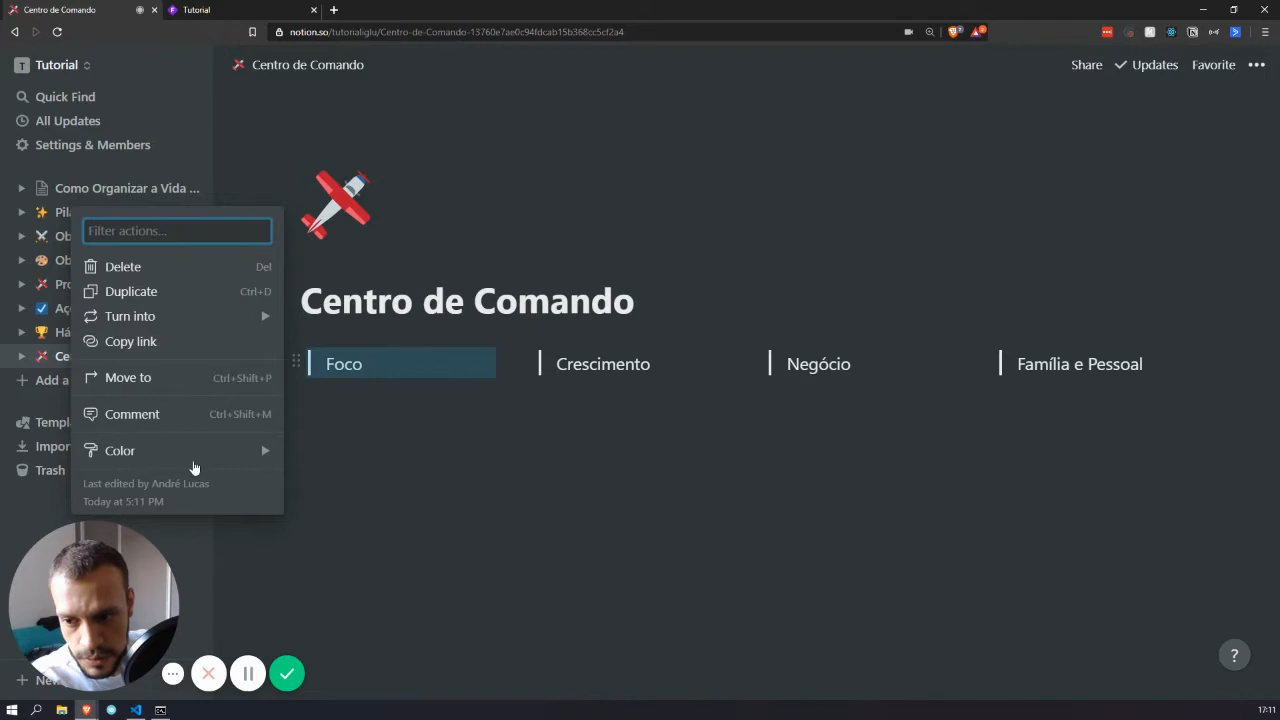 Centro de Comando
Tutorial
notion.so/tutorialiglu/Centro-de-Comando-13760e7ae0c94fdcab15b368cc5cf2a4
T Tutorial
Centro de Comando
Share
Updates
Favorite
Quick Find
All Updates
Settings & Members
Como Organizar a Vida ...
Filter actions...
Delete
Del
Duplicate
Ctrl+D
Turn into
Copy link
Move to
Ctrl+Shift+P
Comment
Ctrl+Shift+M
Color
Last edited by André Lucas
Today at 5:11 PM
Add a
Import
Trash
Centro de Comando
Foco
Crescimento
Negócio
Família e Pessoal
?
17:11